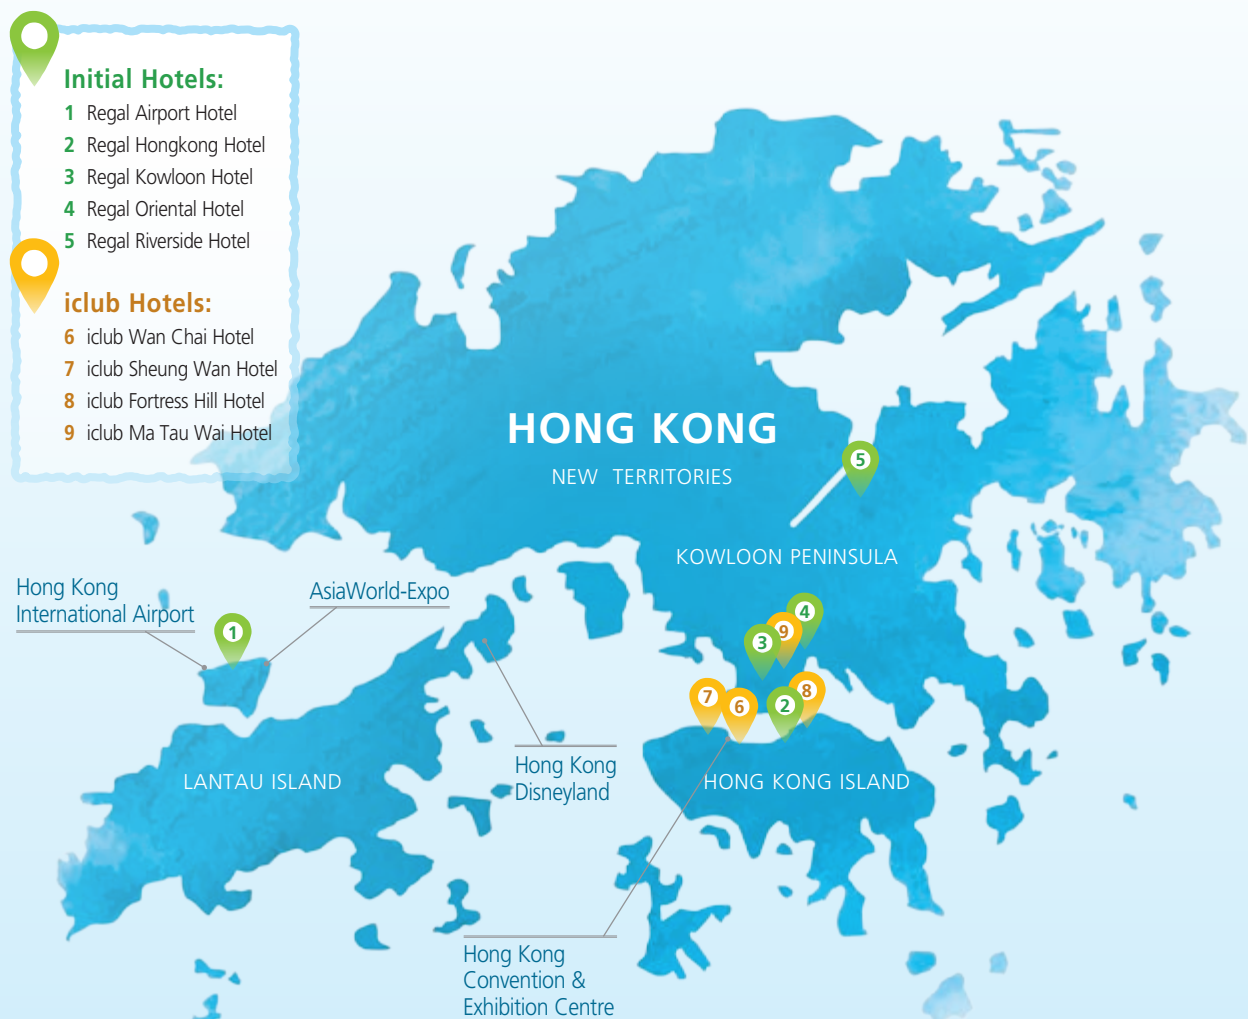 Initial Hotels:
1 Regal Airport Hotel
2 Regal Hongkong Hotel
3 Regal Kowloon Hotel
4 Regal Oriental Hotel
5 Regal Riverside Hotel
iclub Hotels:
6 iclub Wan Chai Hotel
7 iclub Sheung Wan Hotel
8 iclub Fortress Hill Hotel
9 iclub Ma Tau Wai Hotel
HONG KONG
NEW TERRITORIES
5
KOWLOON PENINSULA
Hong Kong
International Airport
AsiaWorld-Expo
1
4
9
3
7
6
2
8
LANTAU ISLAND
Hong Kong
Disneyland
HONG KONG ISLAND
Hong Kong
Convention &
Exhibition Centre